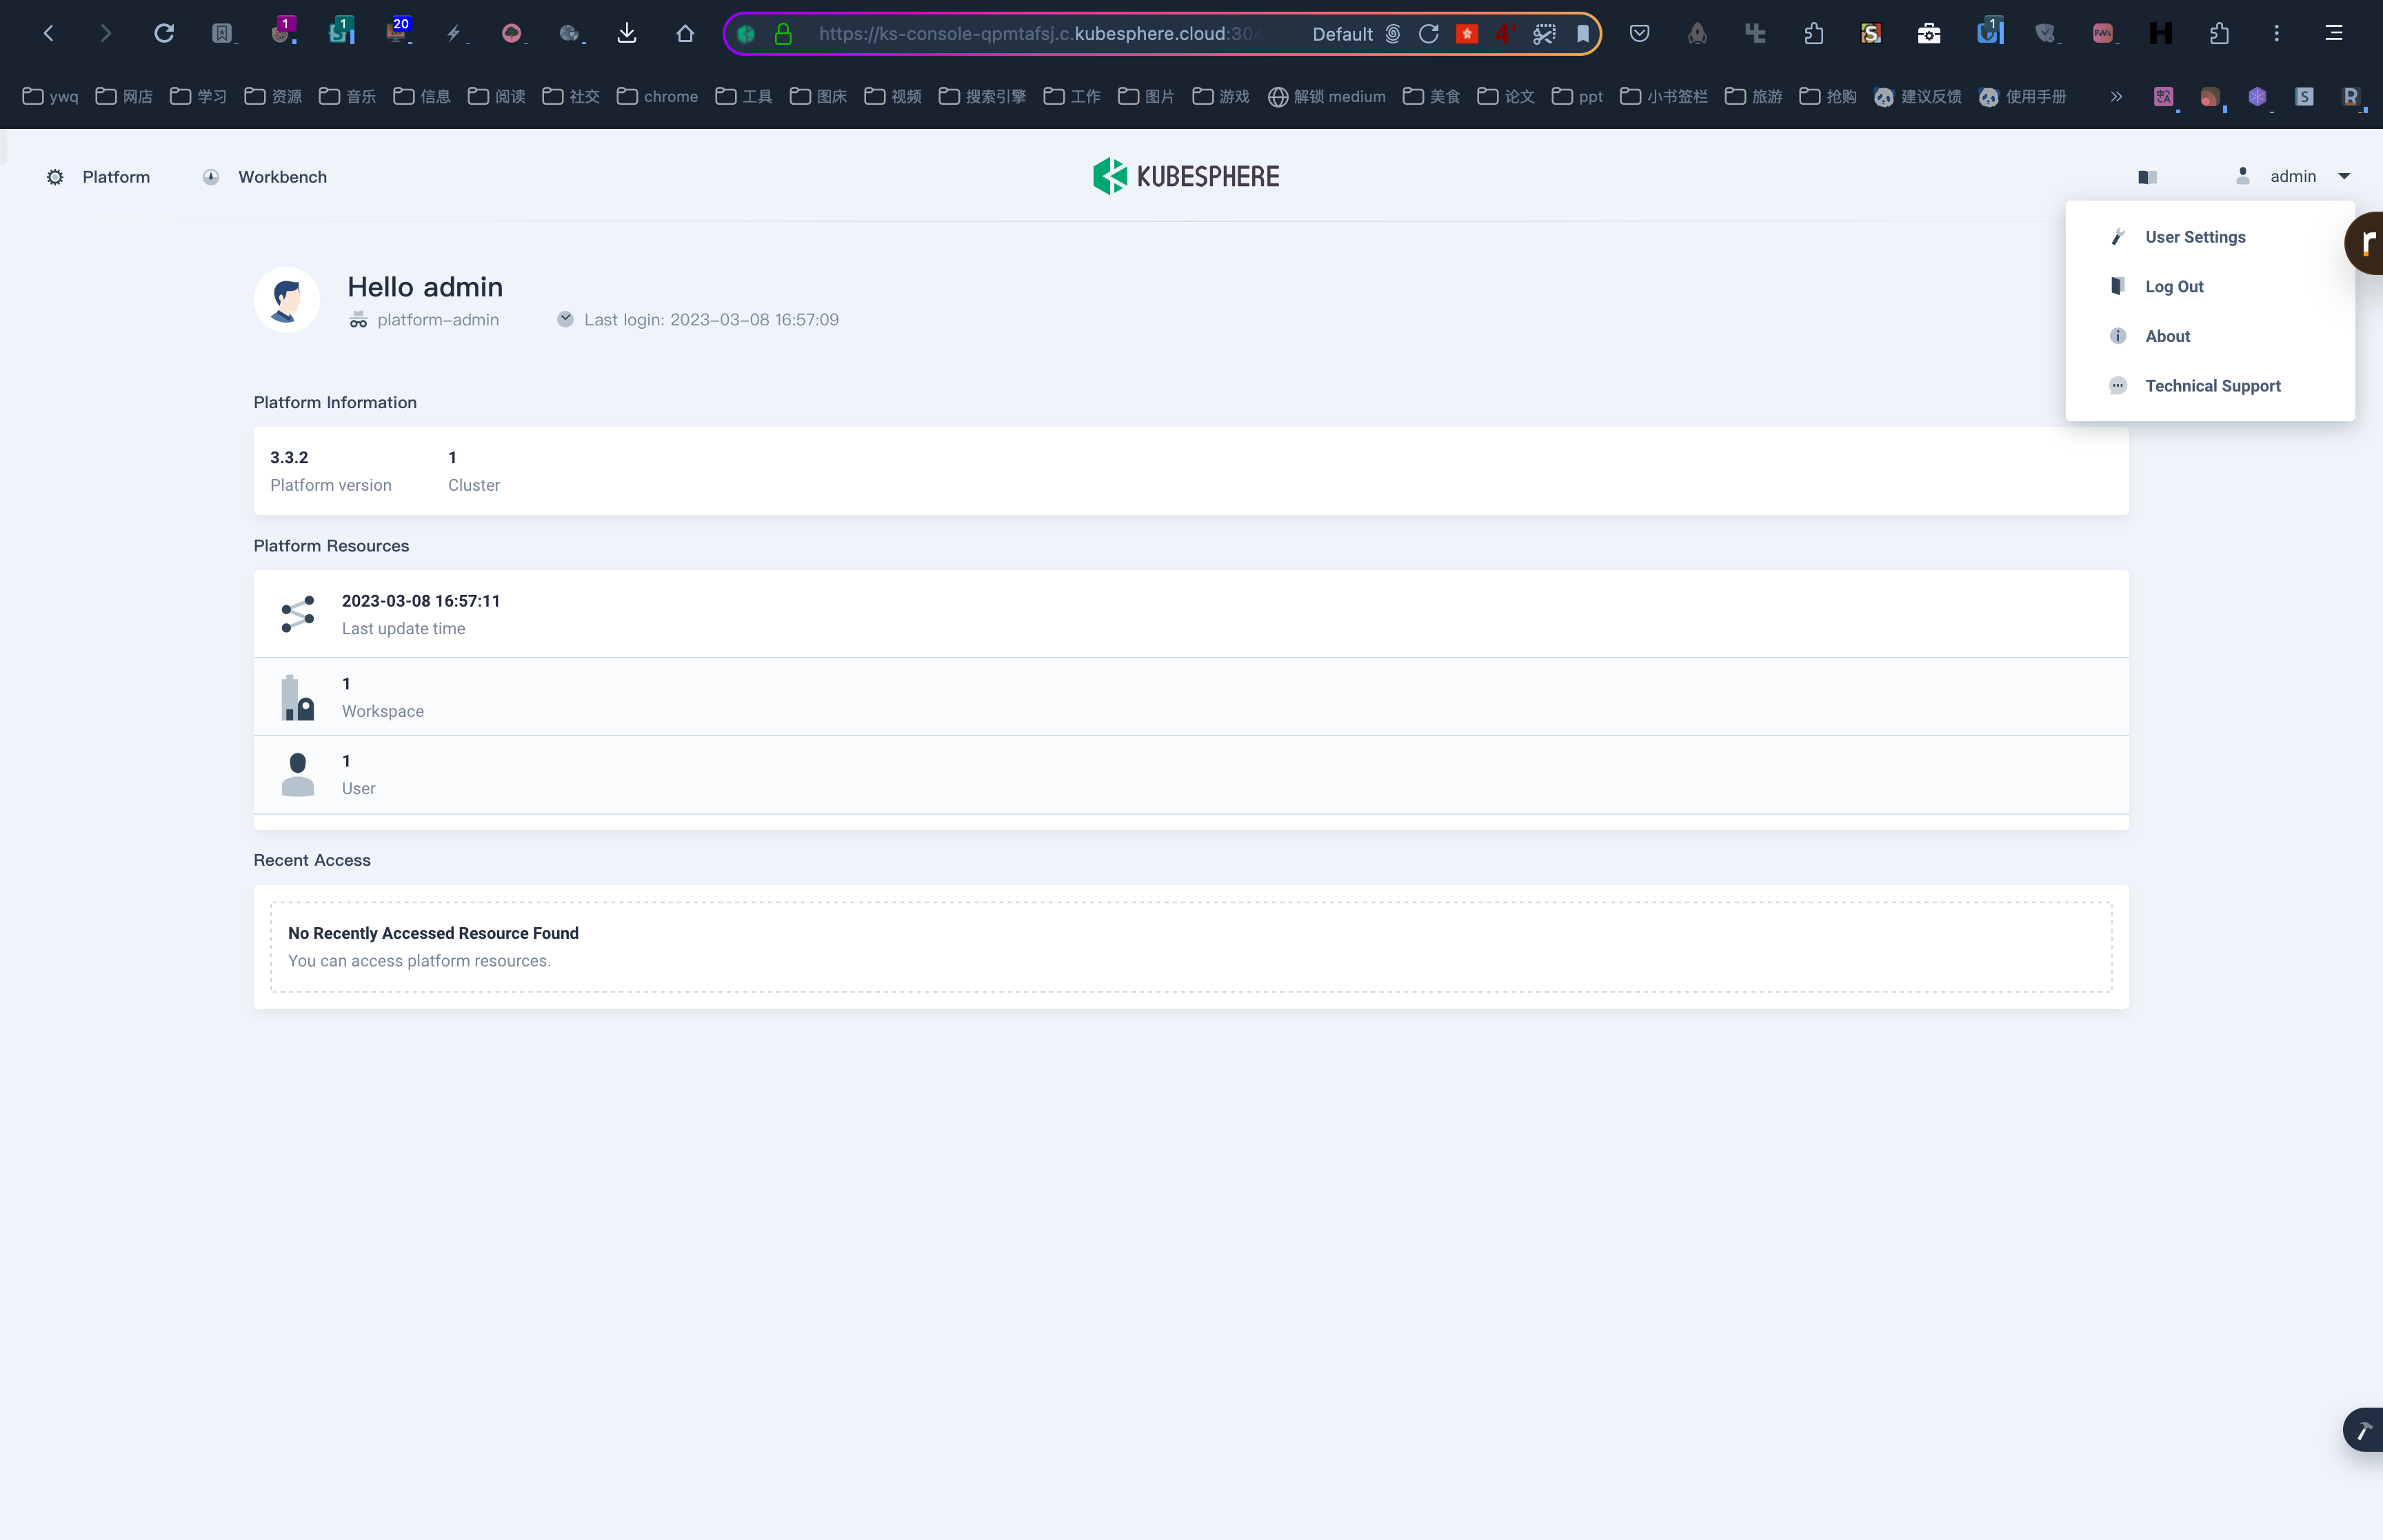 1
1
20
https://ks-console-qpmtafsj.c.kubesphere.cloud:30
Default
1
ywq
网店
学习
资源
音乐
信息
阅读
社交
chrome
工具
图床
视频
搜索引擎
工作
图片
游戏
解锁 medium
美食
论文
ppt
小书签栏
旅游
抢购
建议反馈
使用手册
Platform
Workbench
KUBESPHERE
admin
User Settings
Log Out
About
Technical Support
Hello admin
platform-admin
Last login: 2023-03-08 16:57:09
Platform Information
3.3.2
1
Platform version
Cluster
Platform Resources
2023-03-08 16:57:11
Last update time
1
Workspace
1
User
Recent Access
No Recently Accessed Resource Found
You can access platform resources.